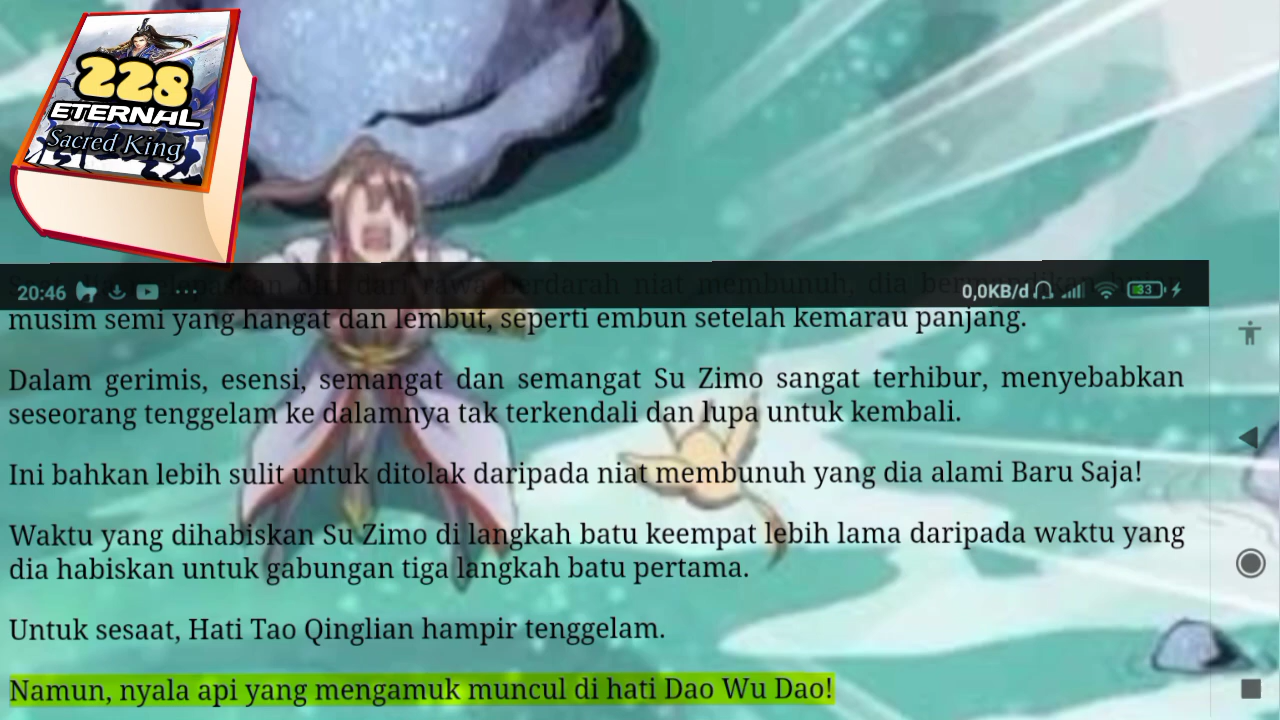 228
ETERNAL
Sacred King
20:46
0,0KB/d
33
musim semi yang hangat dan lembut, seperti embun setelah kemarau panjang.
Dalam gerimis, esensi, semangat dan semangat Su Zimo sangat terhibur, menyebabkan
seseorang tenggelam ke dalamnya tak terkendali dan lupa untuk kembali.
Ini bahkan lebih sulit untuk ditolak daripada niat membunuh yang dia alami Baru Saja!
Waktu yang dihabiskan Su Zimo di langkah batu keempat lebih lama daripada waktu yang
dia habiskan untuk gabungan tiga langkah batu pertama.
Untuk sesaat, Hati Tao Qinglian hampir tenggelam.
Namun, nyala api yang mengamuk muncul di hati Dao Wu Dao!